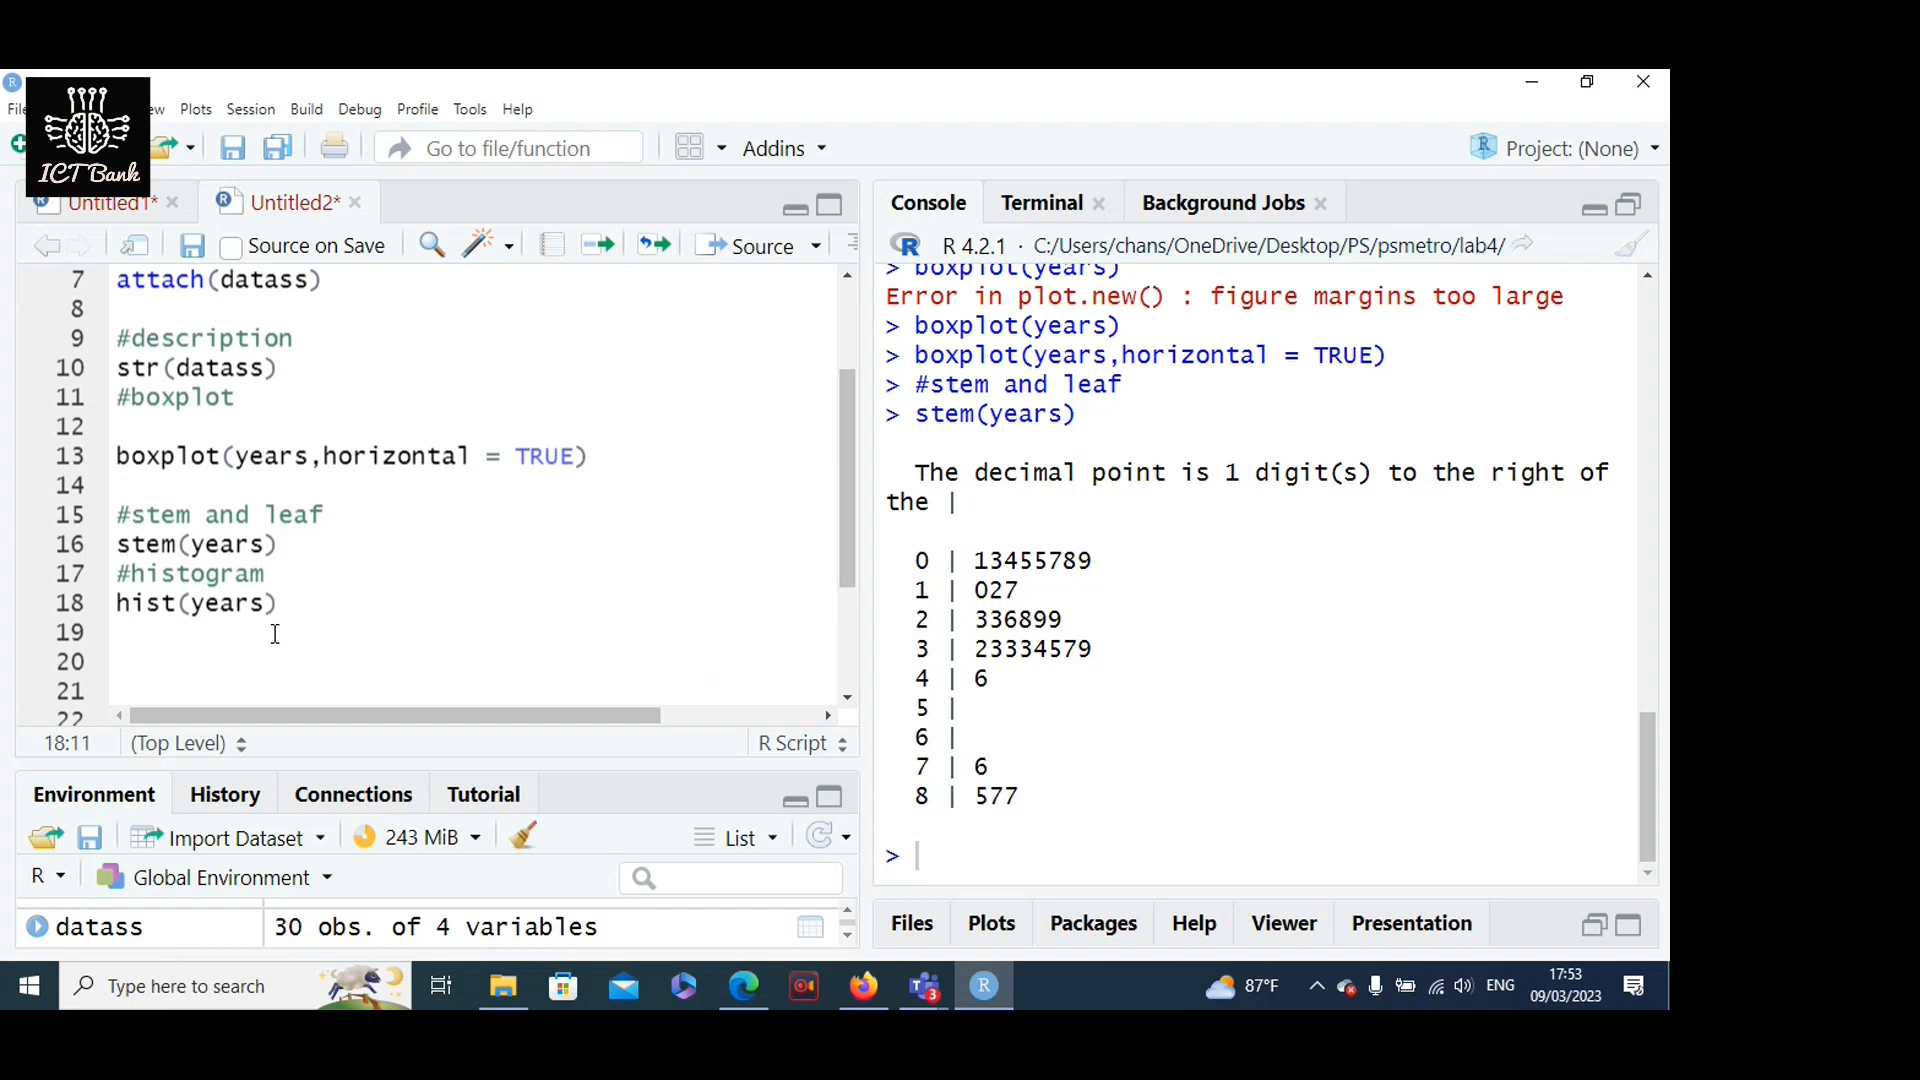 ICT Bank
Plots Session Build Debug Profile Tools Help
Go to file/function Addins Project: (None)
Untitled1* Untitled2*
Source on Save Source
7 attach(datass)
8
9 #description
10 str(datass)
11 #boxplot
12
13 boxplot(years,horizontal = TRUE)
14
15 #stem and leaf
16 stem(years)
17 #histogram
18 hist(years)
19
20
21
22
18:11 (Top Level) R Script
Environment History Connections Tutorial
Import Dataset 243 MiB List
R Global Environment
datass 30 obs. of 4 variables
Console Terminal Background Jobs
R 4.2.1 · C:/Users/chans/OneDrive/Desktop/PS/psmetro/lab4/
> boxplot(years)
Error in plot.new() : figure margins too large
> boxplot(years)
> boxplot(years,horizontal = TRUE)
> #stem and leaf
> stem(years)
The decimal point is 1 digit(s) to the right of
the |
0 | 13455789
1 | 027
2 | 336899
3 | 23334579
4 | 6
5 |
6 |
7 | 6
8 | 577
>
Files Plots Packages Help Viewer Presentation
Type here to search
3
87°F ENG 17:53
09/03/2023